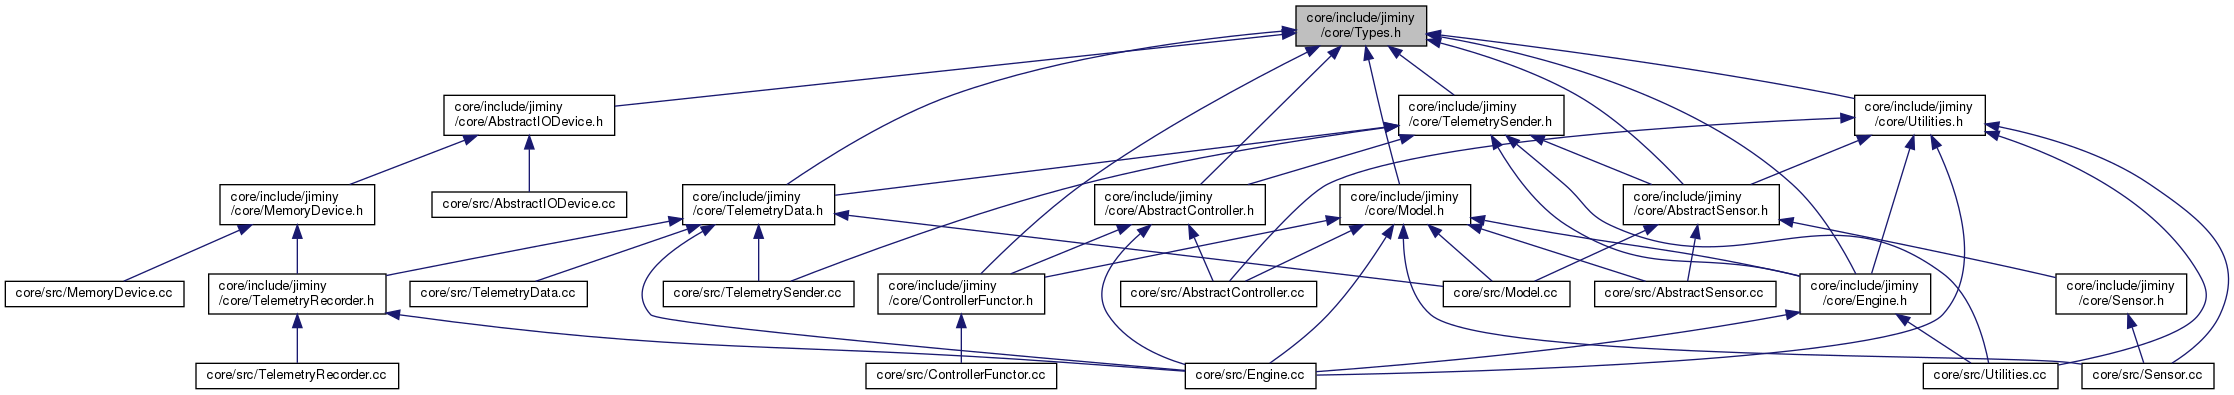 core/include/jiminy
/core/Types.h
core/include/jiminy
/core/AbstractIODevice.h
core/include/jiminy
/core/TelemetrySender.h
core/include/jiminy
/core/Utilities.h
core/include/jiminy
/core/MemoryDevice.h
core/src/AbstractIODevice.cc
core/include/jiminy
/core/TelemetryData.h
core/include/jiminy
/core/AbstractController.h
core/include/jiminy
/core/Model.h
core/include/jiminy
/core/AbstractSensor.h
core/src/MemoryDevice.cc
core/include/jiminy
/core/TelemetryRecorder.h
core/src/TelemetryData.cc
core/src/TelemetrySender.cc
core/include/jiminy
/core/ControllerFunctor.h
core/src/AbstractController.cc
core/src/Model.cc
core/src/AbstractSensor.cc
core/include/jiminy
/core/Engine.h
core/include/jiminy
/core/Sensor.h
core/src/TelemetryRecorder.cc
core/src/ControllerFunctor.cc
core/src/Engine.cc
core/src/Utilities.cc
core/src/Sensor.cc